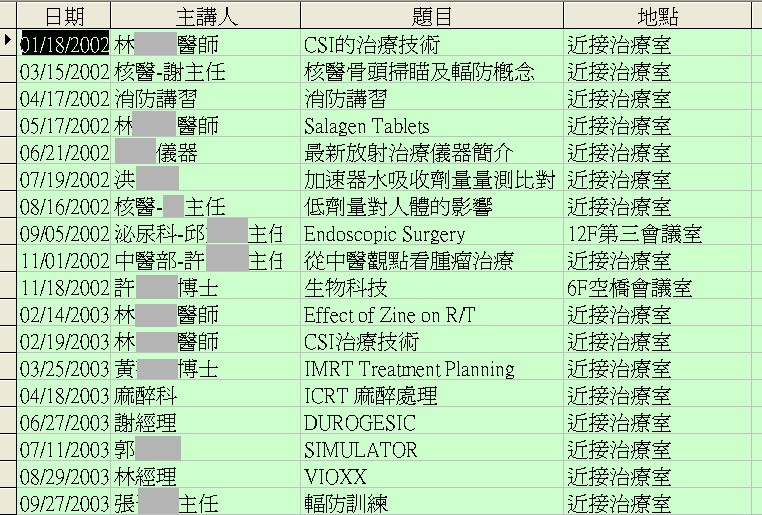 日期 主講人 題目 地點
01/18/2002 林 醫師 CSI的治療技術 近接治療室
03/15/2002 核醫-謝主任 核醫骨頭掃瞄及輻防概念 近接治療室
04/17/2002 消防講習 消防講習 近接治療室
05/17/2002 林 醫師 Salagen Tablets 近接治療室
06/21/2002 儀器 最新放射治療儀器簡介 近接治療室
07/19/2002 洪 加速器水吸收劑量量測比對 近接治療室
08/16/2002 核醫- 主任 低劑量對人體的影響 近接治療室
09/05/2002 泌尿科-邱 主任 Endoscopic Surgery 12F第三會議室
11/01/2002 中醫部-許 主任 從中醫觀點看腫瘤治療 近接治療室
11/18/2002 許 博士 生物科技 6F空橋會議室
02/14/2003 林 醫師 Effect of Zine on R/T 近接治療室
02/19/2003 林 醫師 CSI治療技術 近接治療室
03/25/2003 黃 博士 IMRT Treatment Planning 近接治療室
04/18/2003 麻醉科 ICRT 麻醉處理 近接治療室
06/27/2003 謝經理 DUROGESIC 近接治療室
07/11/2003 郭 SIMULATOR 近接治療室
08/29/2003 林經理 VIOXX 近接治療室
09/27/2003 張 主任 輻防訓練 近接治療室